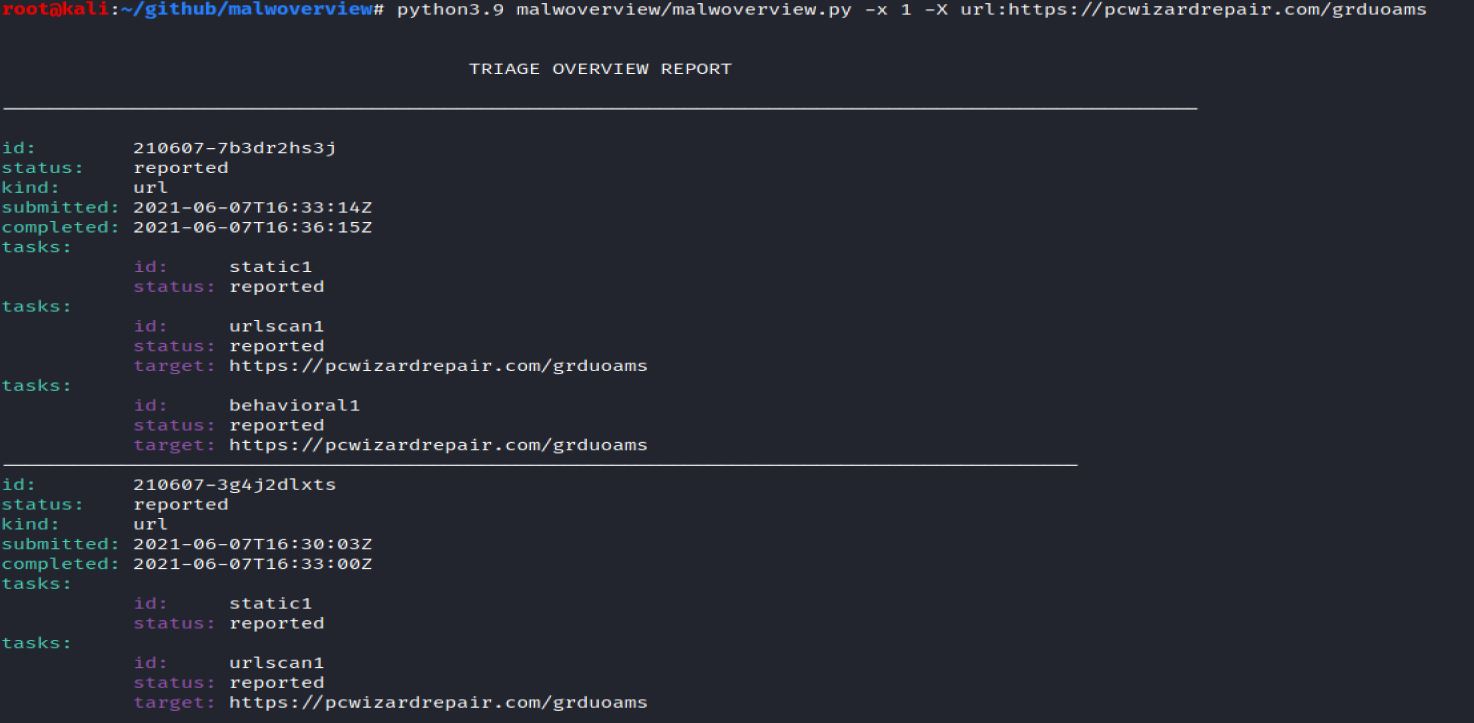 root@kali:~/github/malwoverview# python3.9 malwoverview/malwoverview.py -x 1 -X url:https://pcwizardrepair.com/grduoams
TRIAGE OVERVIEW REPORT
id: 210607-7b3dr2hs3j
status: reported
kind: url
submitted: 2021-06-07T16:33:14Z
completed: 2021-06-07T16:36:15Z
tasks:
id: static1
status: reported
tasks:
id: urlscan1
status: reported
target: https://pcwizardrepair.com/grduoams
tasks:
id: behavioral1
status: reported
target: https://pcwizardrepair.com/grduoams
id: 210607-3g4j2dlxts
status: reported
kind: url
submitted: 2021-06-07T16:30:03Z
completed: 2021-06-07T16:33:00Z
tasks:
id: static1
status: reported
tasks:
id: urlscan1
status: reported
target: https://pcwizardrepair.com/grduoams